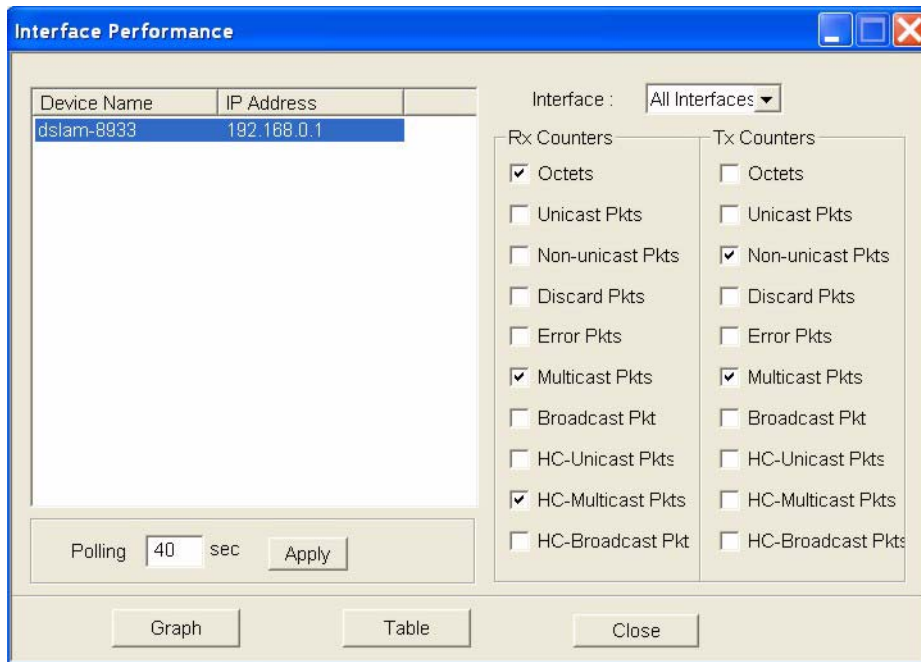 Interface Performance
Device Name IP Address
dslam-8933 192.168.0.1
Interface : All Interfaces
Rx Counters
Octets
Unicast Pkts
Non-unicast Pkts
Discard Pkts
Error Pkts
Multicast Pkts
Broadcast Pkt
HC-Unicast Pkts
HC-Multicast Pkts
HC-Broadcast Pkt
Tx Counters
Octets
Unicast Pkts
Non-unicast Pkts
Discard Pkts
Error Pkts
Multicast Pkts
Broadcast Pkt
HC-Unicast Pkts
HC-Multicast Pkts
HC-Broadcast Pkts
Polling 40 sec Apply
Graph Table Close